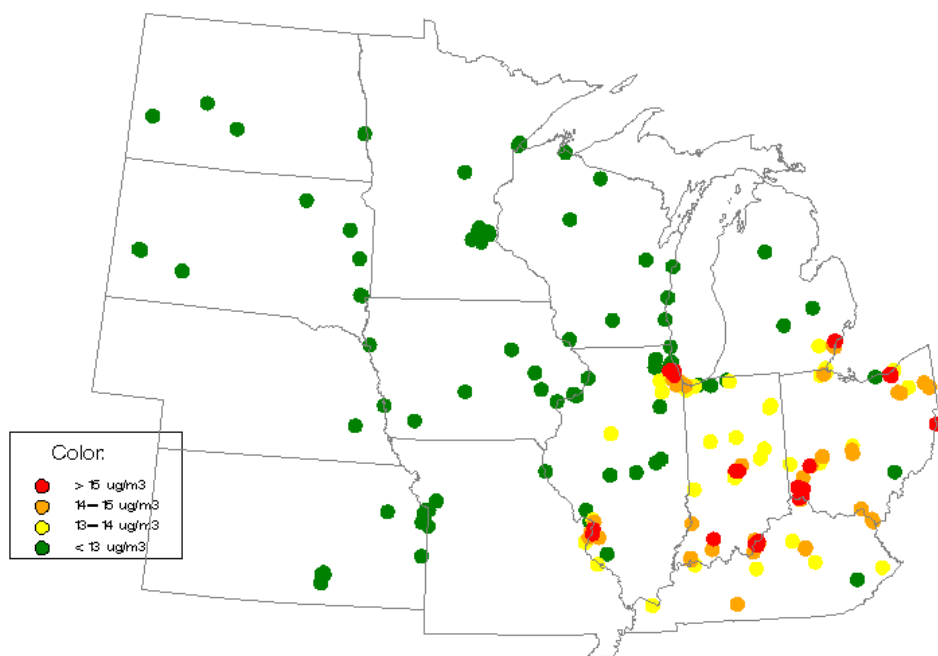 Color:
> 15 ug/m3
14–15 ug/m3
13–14 ug/m3
< 13 ug/m3